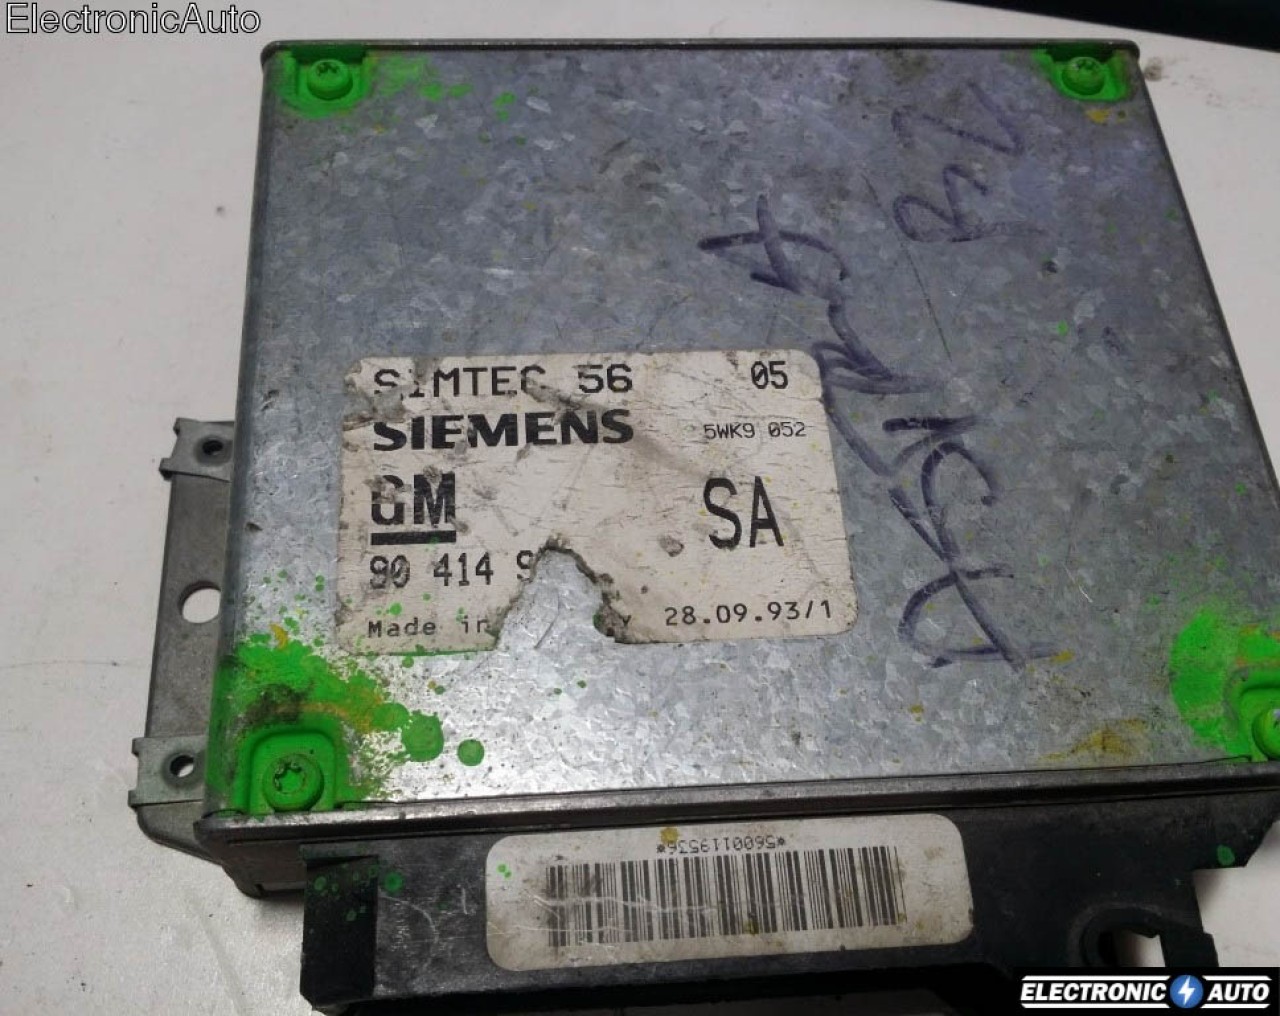 ElectronicAuto
SIMTEC 56 05
SIEMENS 5WK9 052
GM SA
90 414 9
Made in y 28.09.93/1
*5600119536*
ELECTRONIC AUTO